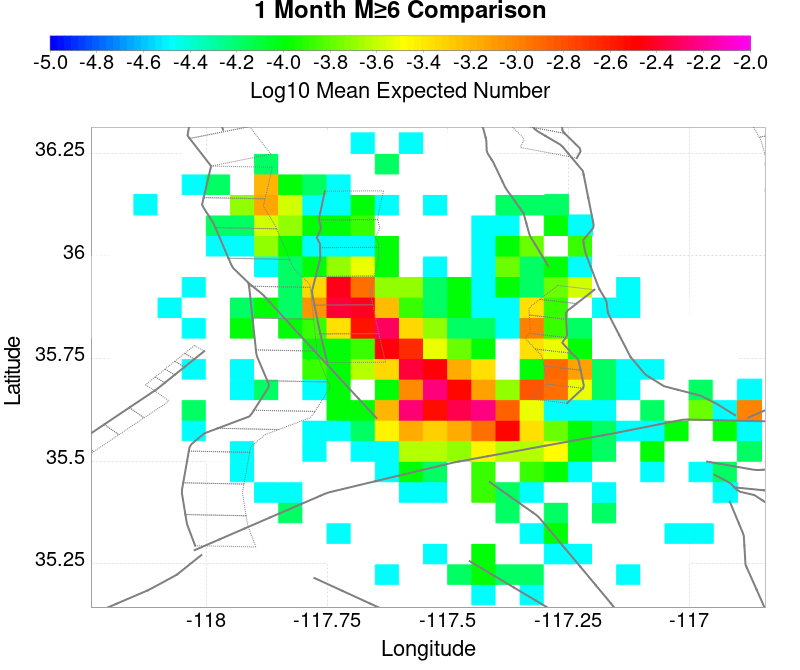 1 Month M≥6 Comparison
-5.0 -4.8 -4.6 -4.4 -4.2 -4.0 -3.8 -3.6 -3.4 -3.2 -3.0 -2.8 -2.6 -2.4 -2.2 -2.0
Log10 Mean Expected Number
36.25
36
35.75
35.5
35.25
Latitude
-118 -117.75 -117.5 -117.25 -117
Longitude